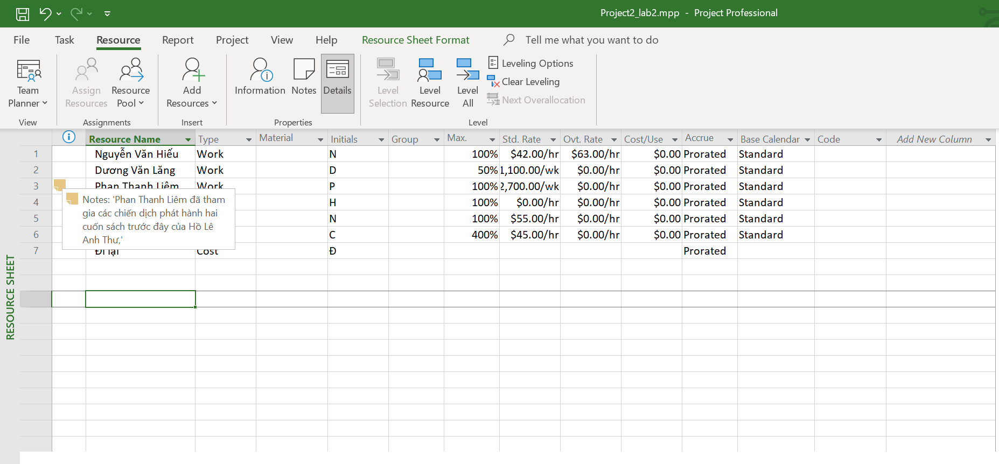 Project2_lab2.mpp - Project Professional
File Task Resource Report Project View Help Resource Sheet Format Tell me what you want to do
Team Planner
Assign Resources
Resource Pool
Add Resources
Information
Notes
Details
Level Selection
Level Resource
Level All
Leveling Options
Clear Leveling
Next Overallocation
View Assignments Insert Properties Level
Resource Name Type Material Initials Group Max. Std. Rate Ovt. Rate Cost/Use Accrue Base Calendar Code Add New Column
1 Nguyễn Văn Hiếu Work N 100% $42.00/hr $63.00/hr $0.00 Prorated Standard
2 Dương Văn Lăng Work D 50% 1,100.00/wk $0.00/hr $0.00 Prorated Standard
3 Phan Thanh Liêm Work P 100% 2,700.00/wk $0.00/hr $0.00 Prorated Standard
4 H 100% $0.00/hr $0.00/hr $0.00 Prorated Standard
5 N 100% $55.00/hr $0.00/hr $0.00 Prorated Standard
6 C 400% $45.00/hr $0.00/hr $0.00 Prorated Standard
7 Đi lại Cost Đ Prorated
Notes: 'Phan Thanh Liêm đã tham
gia các chiến dịch phát hành hai
cuốn sách trước đây của Hồ Lê
Anh Thư,'
RESOURCE SHEET